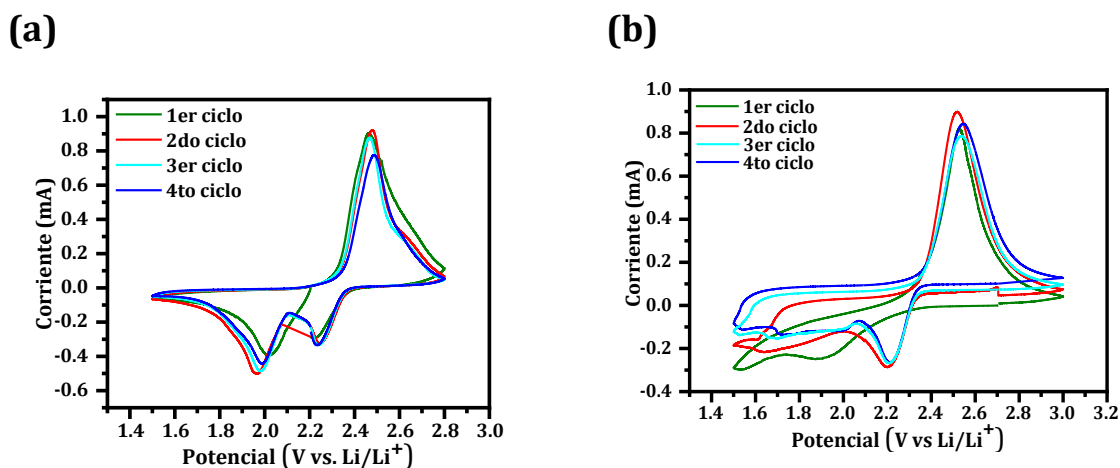 (a)
1.0
0.8
0.6
0.4
0.2
0.0
-0.2
-0.4
-0.6
Corriente (mA)
1er ciclo
2do ciclo
3er ciclo
4to ciclo
1.4 1.6 1.8 2.0 2.2 2.4 2.6 2.8 3.0
Potencial (V vs. Li/Li⁺)
(b)
1.0
0.8
0.6
0.4
0.2
0.0
-0.2
-0.4
Corriente (mA)
1er ciclo
2do ciclo
3er ciclo
4to ciclo
1.4 1.6 1.8 2.0 2.2 2.4 2.6 2.8 3.0 3.2
Potencial (V vs Li/Li⁺)